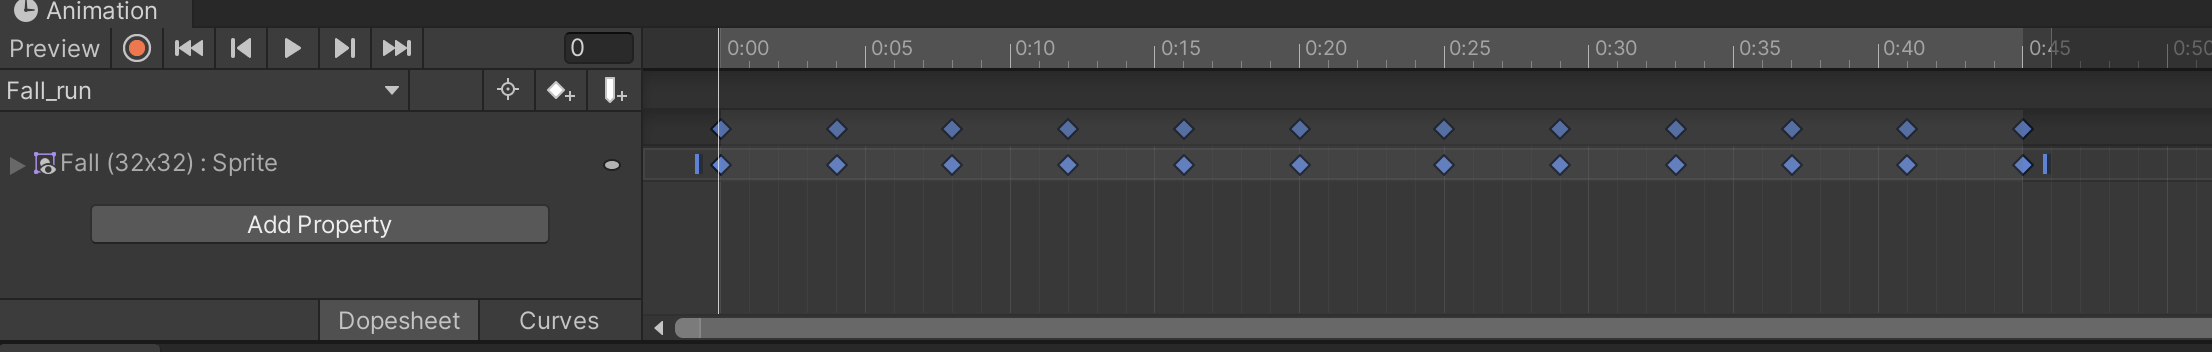 Animation
Preview 0 0:00 0:05 0:10 0:15 0:20 0:25 0:30 0:35 0:40 0:45 0:50
Fall_run
Fall (32x32) : Sprite
Add Property
Dopesheet Curves